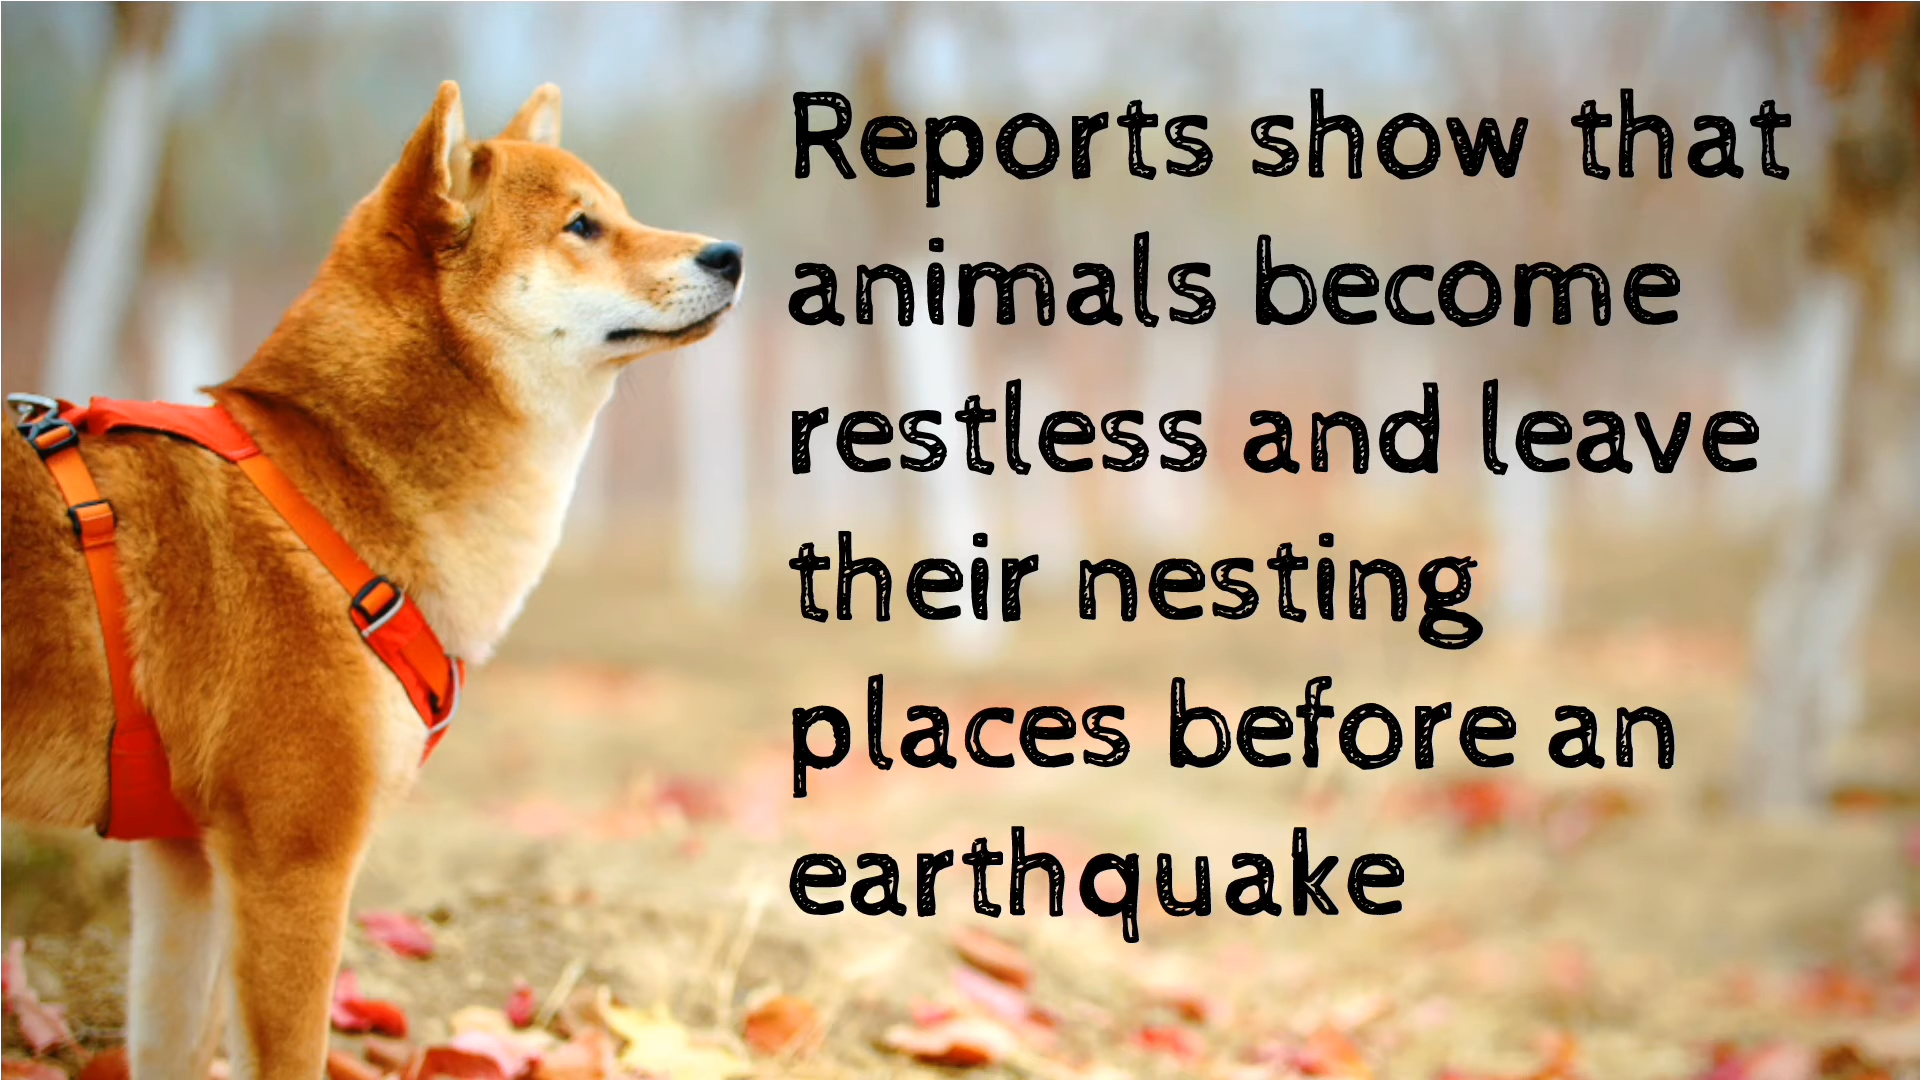 Reports show that
animals become
restless and leave
their nesting
places before an
earthquake